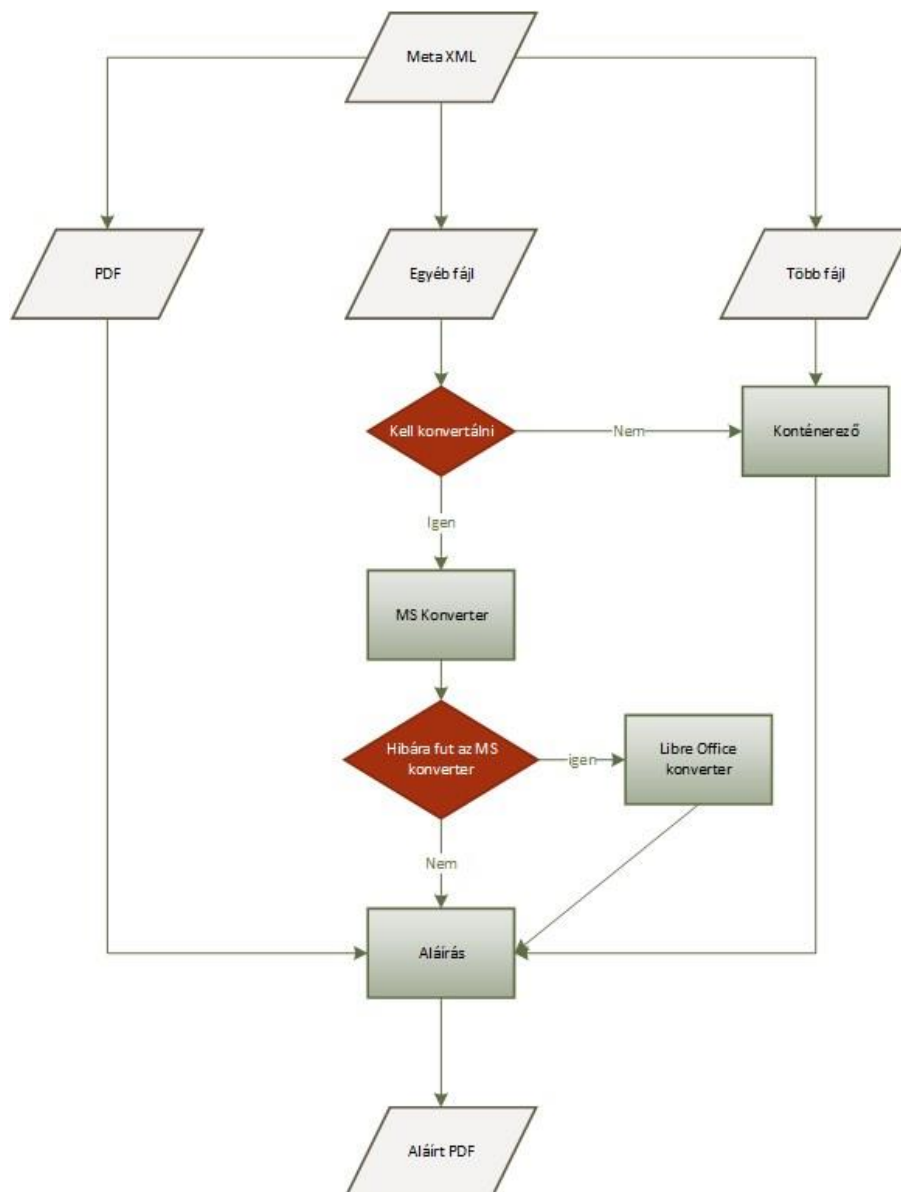 Meta XML
PDF
Egyéb fájl
Több fájl
Kell konvertálni
Nem
Konténerező
Igen
MS Konverter
Hibára fut az MS
konverter
igen
Libre Office
konverter
Nem
Aláírás
Aláírt PDF